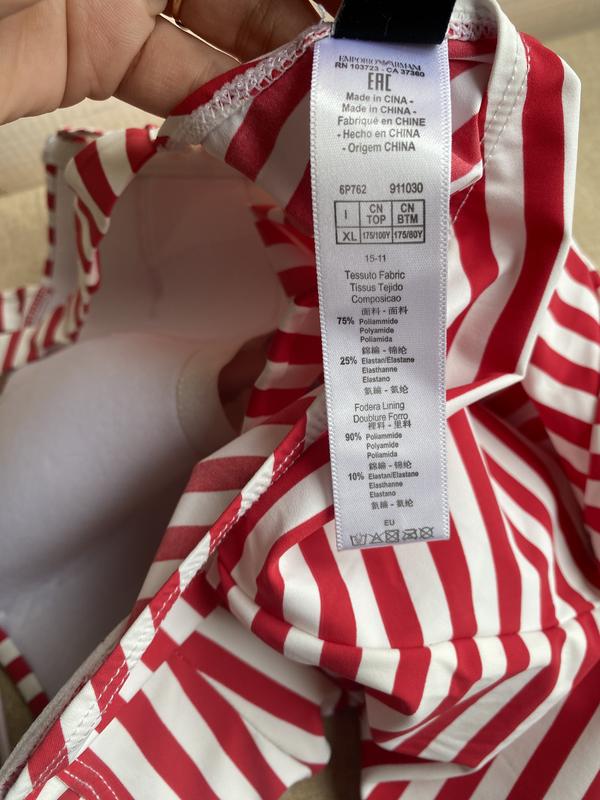 EMPORIO ARMANI
RN 103723 - CA 37360
EAC
Made in CINA -
Made in CHINA -
Fabriqué en CHINE
- Hecho en CHINA
- Origem CHINA
6P762 911030
I CN TOP CN BTM
XL 175/100Y 175/80Y
15-11
Tessuto Fabric
Tissus Tejido
Composicao
面料 - 面料
75% Poliammide
Polyamide
Poliamida
錦綸 - 锦纶
25% Elastan/Elastane
Elasthanne
Elastano
氨綸 - 氨纶
Fodera Lining
Doublure Forro
裡料 - 里料
90% Poliammide
Polyamide
Poliamida
錦綸 - 锦纶
10% Elastan/Elastane
Elasthanne
Elastano
氨綸 - 氨纶
EU